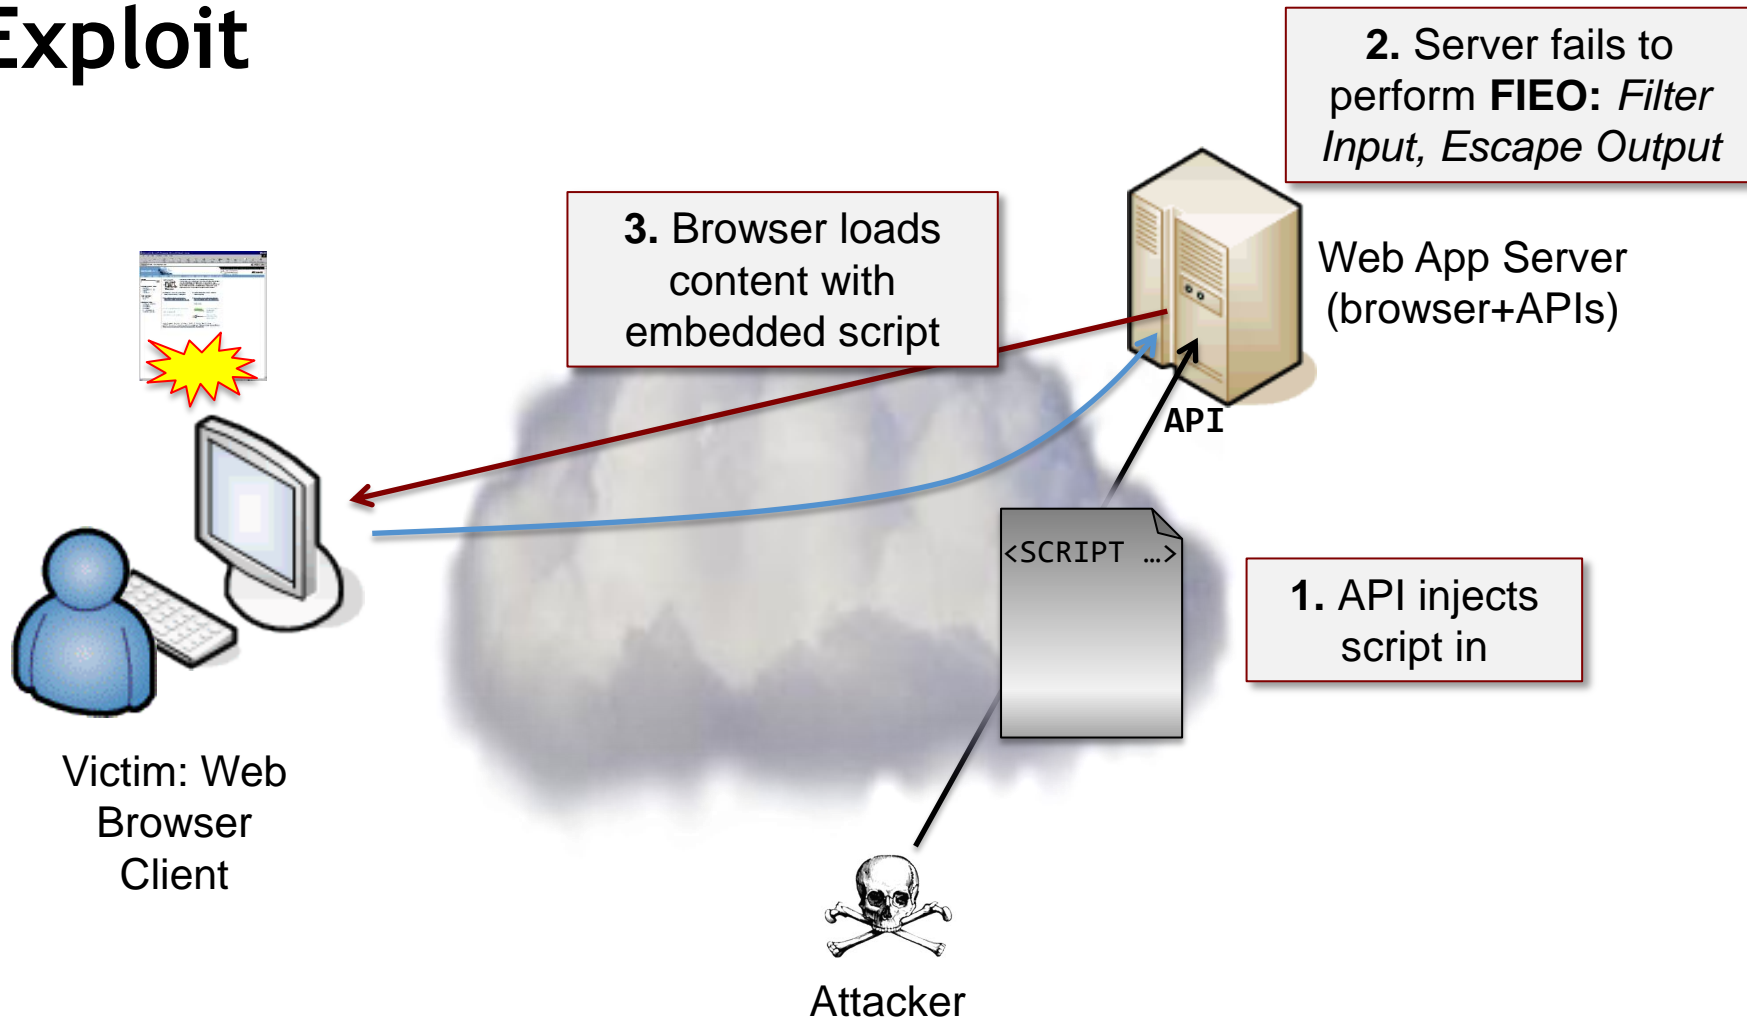 Exploit
2. Server fails to
perform FIEO: Filter
Input, Escape Output
3. Browser loads
content with
embedded script
Web App Server
(browser+APIs)
API
<SCRIPT …>
1. API injects
script in
Victim: Web
Browser
Client
Attacker